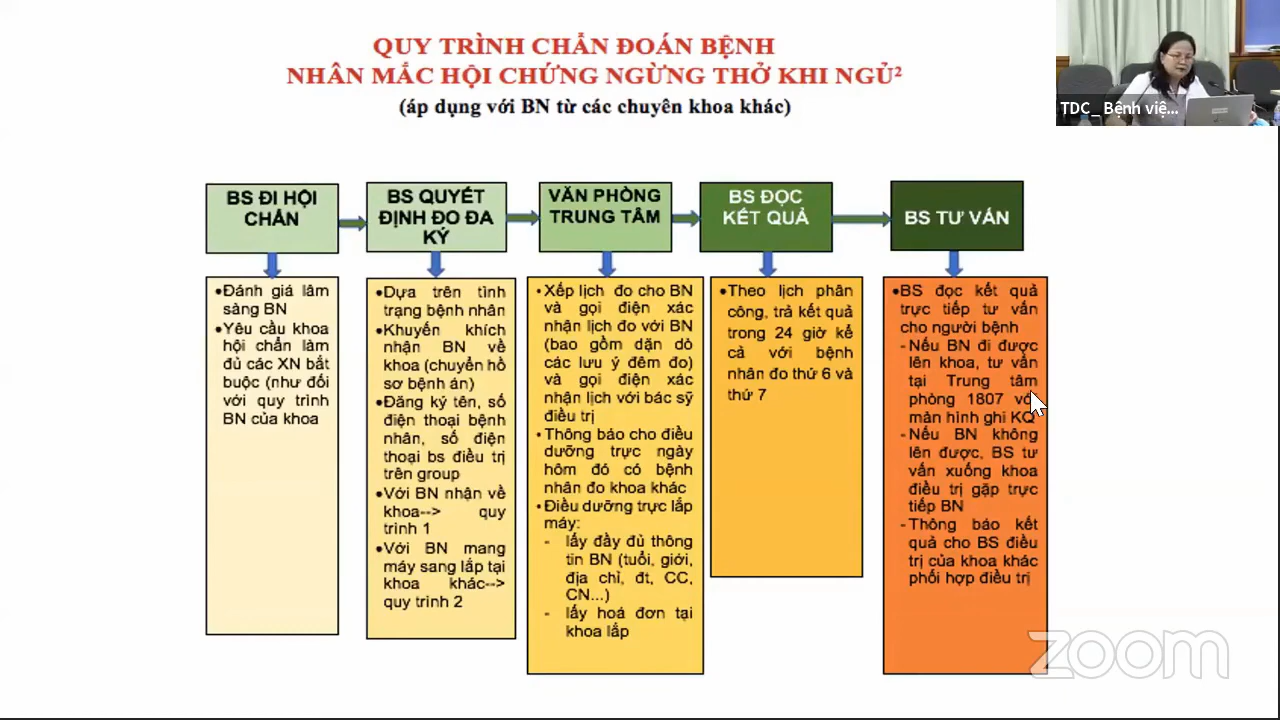 QUY TRÌNH CHẨN ĐOÁN BỆNH
NHÂN MẮC HỘI CHỨNG NGỪNG THỞ KHI NGỦ²
(áp dụng với BN từ các chuyên khoa khác)
TDC_ Bệnh việ...
BS ĐI HỘI
CHẨN
BS QUYẾT
ĐỊNH ĐO ĐA
KÝ
VĂN PHÒNG
TRUNG TÂM
BS ĐỌC
KẾT QUẢ
BS TƯ VẤN
•Đánh giá lâm
sàng BN
•Yêu cầu khoa
hội chẩn làm
đủ các XN bắt
buộc (như đối
với quy trình
BN của khoa
•Dựa trên tình
trạng bệnh nhân
•Khuyến khích
nhận BN về
khoa (chuyển hồ
sơ bệnh án)
•Đăng ký tên, số
điện thoại bệnh
nhân, số điện
thoại bs điều trị
trên group
•Với BN nhận về
khoa--> quy
trình 1
•Với BN mang
máy sang lắp tại
khoa khác-->
quy trình 2
•Xếp lịch đo cho BN
và gọi điện xác
nhận lịch đo với BN
(bao gồm dặn dò
các lưu ý đêm đo)
và gọi điện xác
nhận lịch với bác sỹ
điều trị
•Thông báo cho điều
dưỡng trực ngày
hôm đó có bệnh
nhân đo khoa khác
•Điều dưỡng trực lắp
máy:
- lấy đầy đủ thông
tin BN (tuổi, giới,
địa chỉ, đt, CC,
CN...)
- lấy hoá đơn tại
khoa lắp
•Theo lịch phân
công, trả kết quả
trong 24 giờ kể
cả với bệnh
nhân đo thứ 6 và
thứ 7
•BS đọc kết quả
trực tiếp tư vấn
cho người bệnh
- Nếu BN đi được
lên khoa, tư vấn
tại Trung tâm
phòng 1807 với
màn hình ghi KQ
- Nếu BN không
lên được, BS tư
vấn xuống khoa
điều trị gặp trực
tiếp BN
- Thông báo kết
quả cho BS điều
trị của khoa khác
phối hợp điều trị
zoom